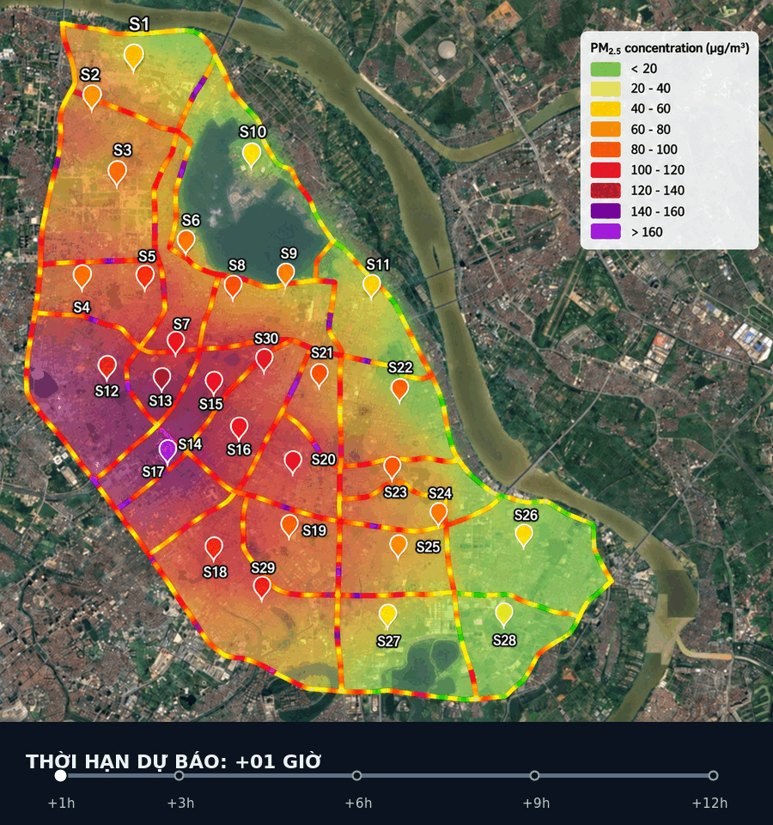 S1
PM₂.₅ concentration (µg/m³)
< 20
20 - 40
40 - 60
60 - 80
80 - 100
100 - 120
120 - 140
140 - 160
> 160
S2
S10
S3
S6
S5
S8
S9
S11
S4
S7
S30
S21
S12
S13
S15
S22
S16
S14
S17
S20
S23
S24
S19
S26
S25
S18
S29
S27
S28
THỜI HẠN DỰ BÁO: +01 GIỜ
+1h +3h +6h +9h +12h